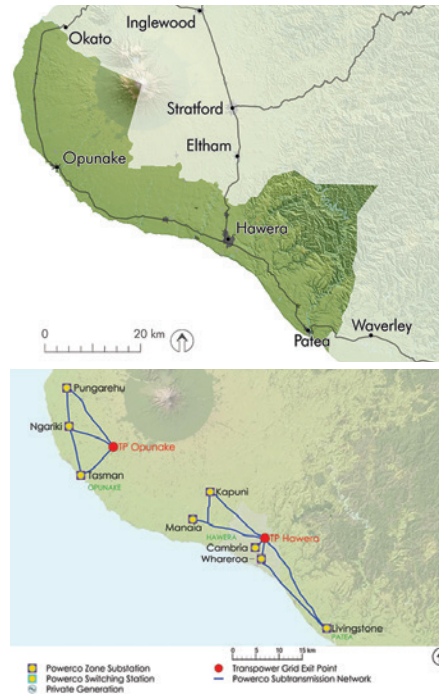 Inglewood
Okato
Stratford
Eltham
Opunake
Hawera
Patea
Waverley
0 20 km
Pungarehu
Ngariki
TP Opunake
Tasman
OPUNAKE
Kapuni
Manaia
HAWERA
TP Hawera
Cambria
Whareroa
Livingstone
PATEA
0 5 10 15 km
Powerco Zone Substation
Transpower Grid Exit Point
Powerco Switching Station
Powerco Subtransmission Network
Private Generation